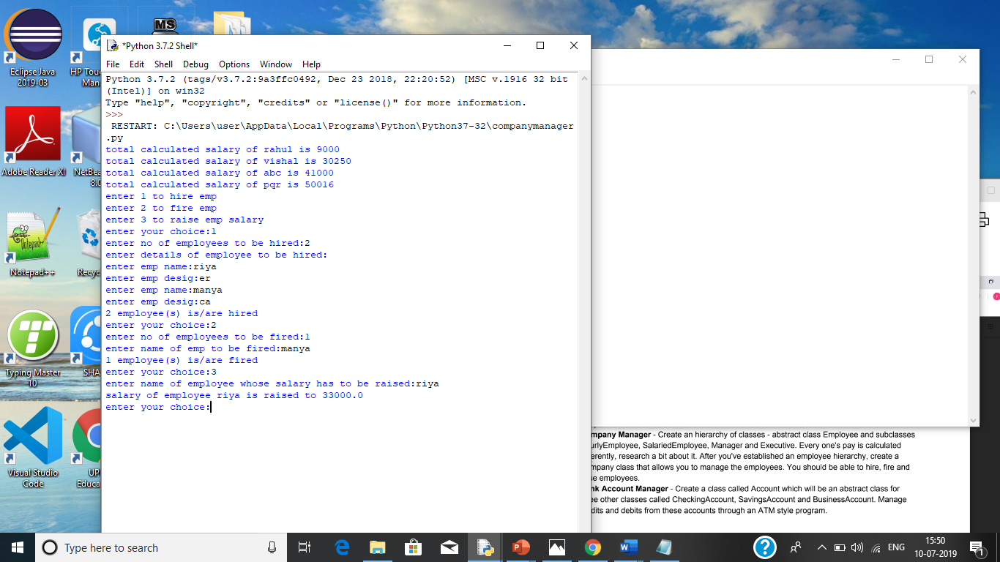 Eclipse Java
2019-03
HP Tou
Man
MS
Adobe Reader XI
NetBea
8.0
Notepad++
Recyc
Typing Master
10
SHA
Visual Studio
Code
UP
Educa
*Python 3.7.2 Shell*
File Edit Shell Debug Options Window Help
Python 3.7.2 (tags/v3.7.2:9a3ffc0492, Dec 23 2018, 22:20:52) [MSC v.1916 32 bit
(Intel)] on win32
Type "help", "copyright", "credits" or "license()" for more information.
>>>
RESTART: C:\Users\user\AppData\Local\Programs\Python\Python37-32\companymanager
.py
total calculated salary of rahul is 9000
total calculated salary of vishal is 30250
total calculated salary of abc is 41000
total calculated salary of pqr is 50016
enter 1 to hire emp
enter 2 to fire emp
enter 3 to raise emp salary
enter your choice:1
enter no of employees to be hired:2
enter details of employee to be hired:
enter emp name:riya
enter emp desig:er
enter emp name:manya
enter emp desig:ca
2 employee(s) is/are hired
enter your choice:2
enter no of employees to be fired:1
enter name of emp to be fired:manya
1 employee(s) is/are fired
enter your choice:3
enter name of employee whose salary has to be raised:riya
salary of employee riya is raised to 33000.0
enter your choice:
mpany Manager - Create an hierarchy of classes - abstract class Employee and subclasses
urlyEmployee, SalariedEmployee, Manager and Executive. Every one's pay is calculated
erently, research a bit about it. After you've established an employee hierarchy, create a
mpany class that allows you to manage the employees. You should be able to hire, fire and
se employees.
nk Account Manager - Create a class called Account which will be an abstract class for
ee other classes called CheckingAccount, SavingsAccount and BusinessAccount. Manage
dits and debits from these accounts through an ATM style program.
Type here to search
ENG
15:50
10-07-2019
1